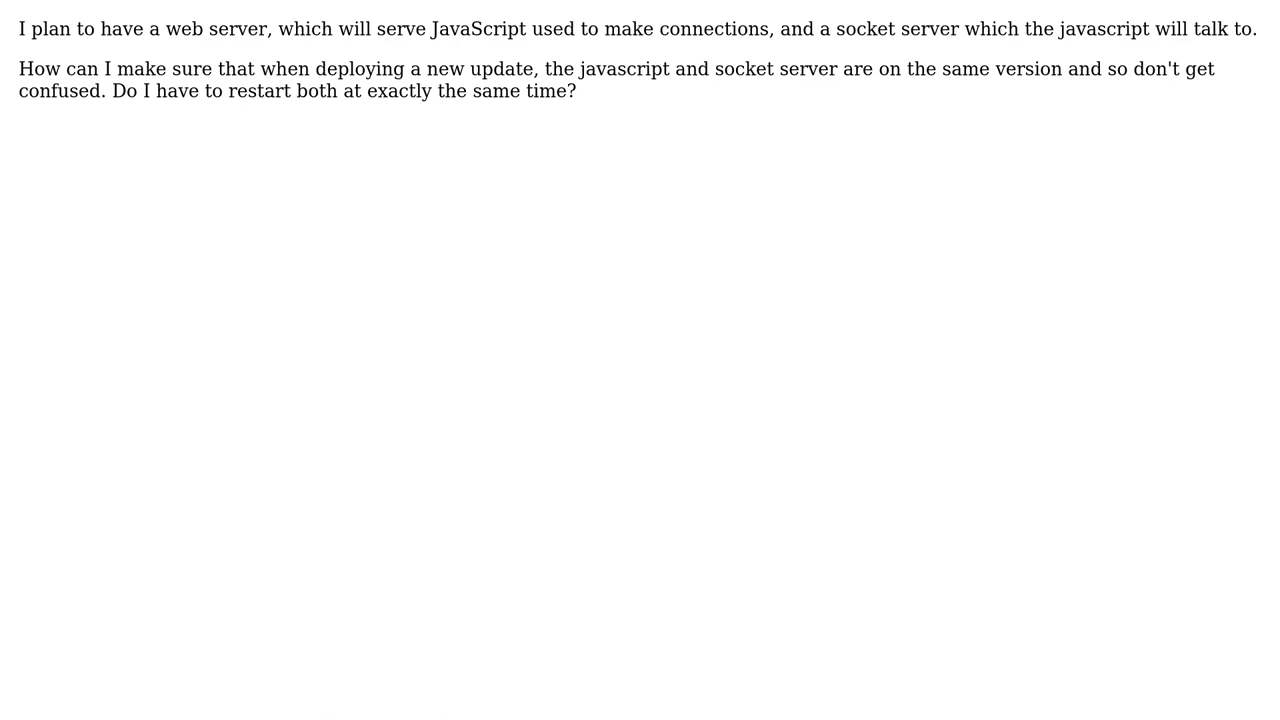 I plan to have a web server, which will serve JavaScript used to make connections, and a socket server which the javascript will talk to.
How can I make sure that when deploying a new update, the javascript and socket server are on the same version and so don't get
confused. Do I have to restart both at exactly the same time?